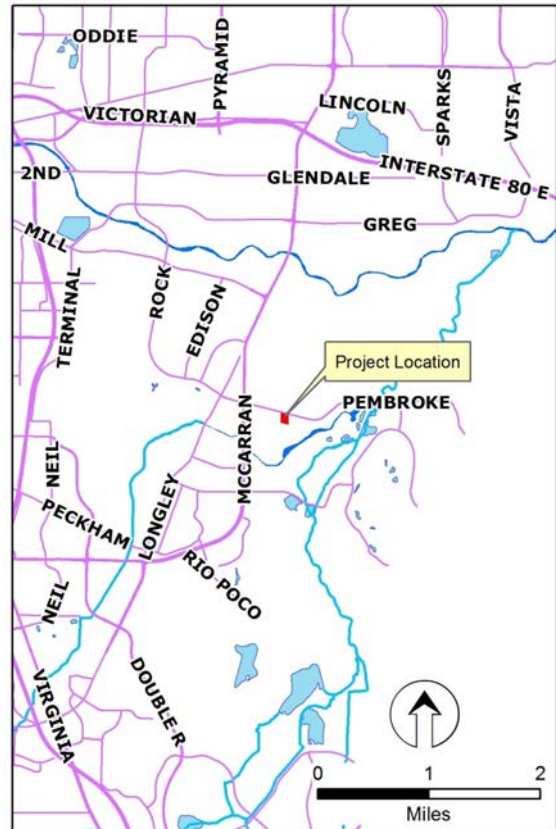 ODDIE
PYRAMID
VICTORIAN
LINCOLN
SPARKS
VISTA
INTERSTATE 80 E
2ND
GLENDALE
GREG
MILL
TERMINAL
ROCK
EDISON
Project Location
PEMBROKE
MCCARRAN
NEIL
PECKHAM
LONGLEY
RIO POCO
NEIL
VIRGINIA
DOUBLE R
0 1 2
Miles